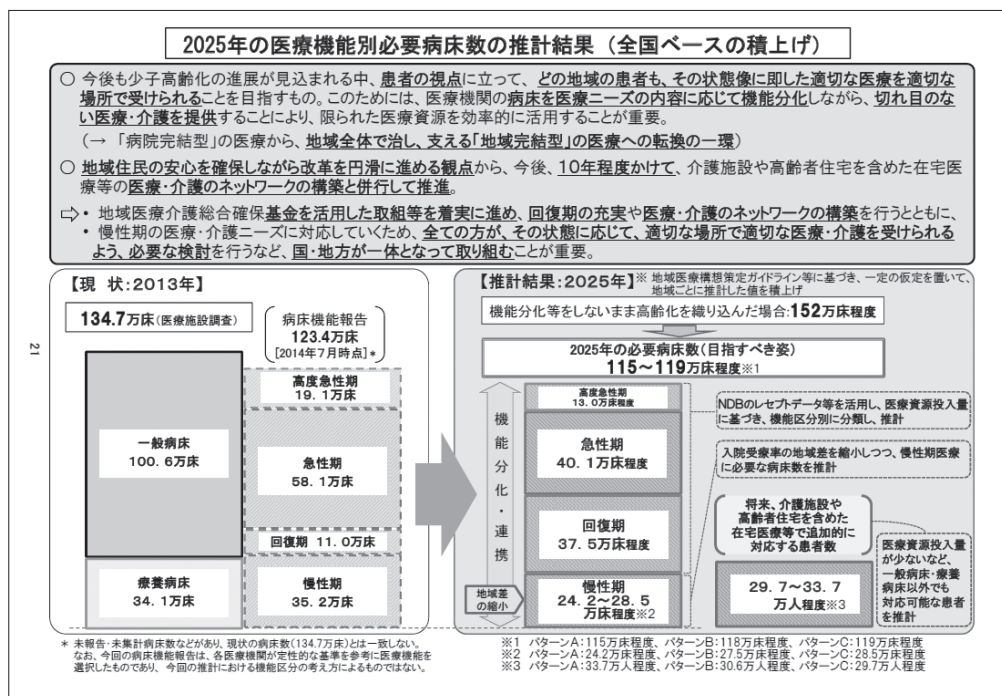 2025年の医療機能別必要病床数の推計結果（全国ベースの積上げ）
○ 今後も少子高齢化の進展が見込まれる中、患者の視点に立って、どの地域の患者も、その状態像に即した適切な医療を適切な
場所で受けられることを目指すもの。このためには、医療機関の病床を医療ニーズの内容に応じて機能分化しながら、切れ目のな
い医療・介護を提供することにより、限られた医療資源を効率的に活用することが重要。
（→ 「病院完結型」の医療から、地域全体で治し、支える「地域完結型」の医療への転換の一環）
○ 地域住民の安心を確保しながら改革を円滑に進める観点から、今後、10年程度かけて、介護施設や高齢者住宅を含めた在宅医
療等の医療・介護のネットワークの構築と併行して推進。
⇨・ 地域医療介護総合確保基金を活用した取組等を着実に進め、回復期の充実や医療・介護のネットワークの構築を行うとともに、
・ 慢性期の医療・介護ニーズに対応していくため、全ての方が、その状態に応じて、適切な場所で適切な医療・介護を受けられる
よう、必要な検討を行うなど、国・地方が一体となって取り組むことが重要。
【現 状：2013年】
134.7万床（医療施設調査）
病床機能報告
123.4万床
［2014年7月時点］＊
一般病床
100.6万床
療養病床
34.1万床
高度急性期
19.1万床
急性期
58.1万床
回復期 11.0万床
慢性期
35.2万床
＊ 未報告・未集計病床数などがあり、現状の病床数（134.7万床）とは一致しない。
なお、今回の病床機能報告は、各医療機関が定性的な基準を参考に医療機能を
選択したものであり、今回の推計における機能区分の考え方によるものではない。
【推計結果：2025年】※ 地域医療構想策定ガイドライン等に基づき、一定の仮定を置いて、
地域ごとに推計した値を積上げ
機能分化等をしないまま高齢化を織り込んだ場合：152万床程度
2025年の必要病床数（目指すべき姿）
115～119万床程度※1
機能分化・連携
地域差
の縮小
高度急性期
13.0万床程度
急性期
40.1万床程度
回復期
37.5万床程度
慢性期
24.2～28.5
万床程度※2
NDBのレセプトデータ等を活用し、医療資源投入量
に基づき、機能区分別に分類し、推計
入院受療率の地域差を縮小しつつ、慢性期医療
に必要な病床数を推計
将来、介護施設や
高齢者住宅を含めた
在宅医療等で追加的に
対応する患者数
29.7～33.7
万人程度※3
医療資源投入量
が少ないなど、
一般病床・療養
病床以外でも
対応可能な患者
を推計
※1 パターンA：115万床程度、パターンB：118万床程度、パターンC：119万床程度
※2 パターンA：24.2万床程度、パターンB：27.5万床程度、パターンC：28.5万床程度
※3 パターンA：33.7万人程度、パターンB：30.6万人程度、パターンC：29.7万人程度
21